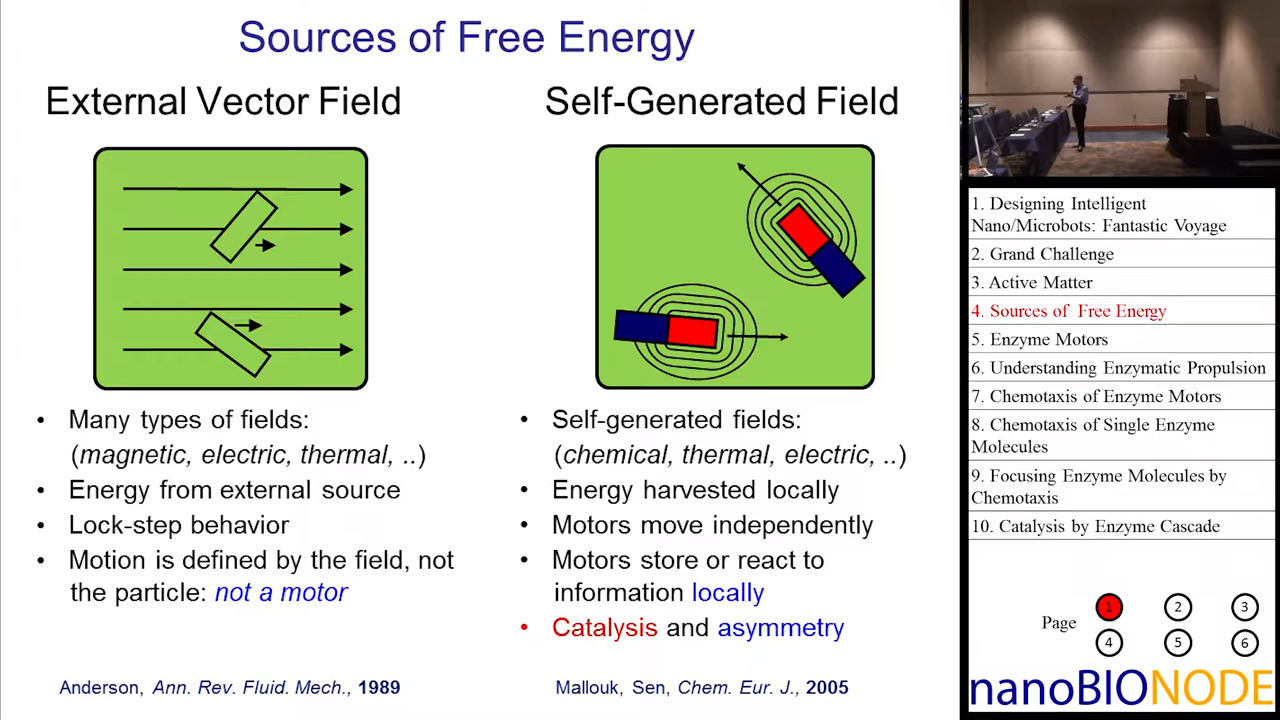 Sources of Free Energy
External Vector Field
• Many types of fields:
(magnetic, electric, thermal, ..)
• Energy from external source
• Lock-step behavior
• Motion is defined by the field, not
the particle: not a motor
Anderson, Ann. Rev. Fluid. Mech., 1989
Self-Generated Field
• Self-generated fields:
(chemical, thermal, electric, ..)
• Energy harvested locally
• Motors move independently
• Motors store or react to
information locally
• Catalysis and asymmetry
Mallouk, Sen, Chem. Eur. J., 2005
1. Designing Intelligent
Nano/Microbots: Fantastic Voyage
2. Grand Challenge
3. Active Matter
4. Sources of Free Energy
5. Enzyme Motors
6. Understanding Enzymatic Propulsion
7. Chemotaxis of Enzyme Motors
8. Chemotaxis of Single Enzyme
Molecules
9. Focusing Enzyme Molecules by
Chemotaxis
10. Catalysis by Enzyme Cascade
Page
1 2 3
4 5 6
nanoBIONODE